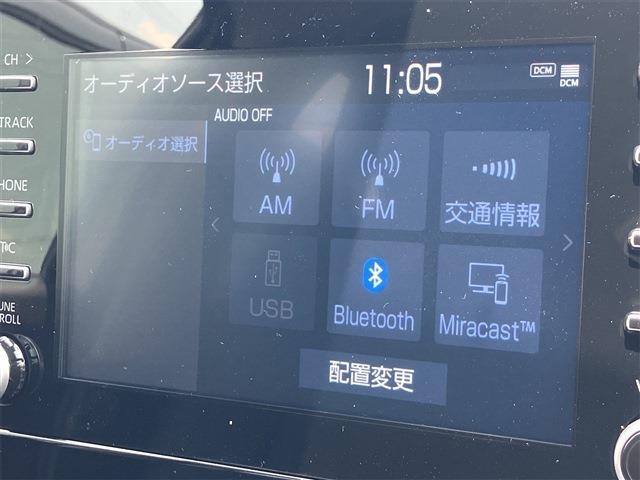 CH >
オーディオソース選択
11:05
DCM
DCM
TRACK
AUDIO OFF
オーディオ選択
AM
FM
交通情報
USB
Bluetooth
Miracast™
配置変更